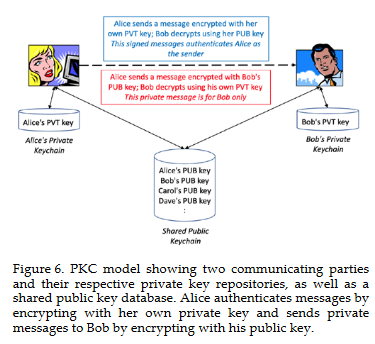 Alice sends a message encrypted with her
own PVT key; Bob decrypts using her PUB key
This signed messages authenticates Alice as
the sender
Alice sends a message encrypted with Bob's
PUB key; Bob decrypts using his own PVT key
This private message is for Bob only
Alice's PVT key
Alice's Private
Keychain
Bob's PVT key
Bob's Private
Keychain
Alice's PUB key
Bob's PUB key
Carol's PUB key
Dave's PUB key
:
Shared Public
Keychain
Figure 6. PKC model showing two communicating parties
and their respective private key repositories, as well as a
shared public key database. Alice authenticates messages by
encrypting with her own private key and sends private
messages to Bob by encrypting with his public key.